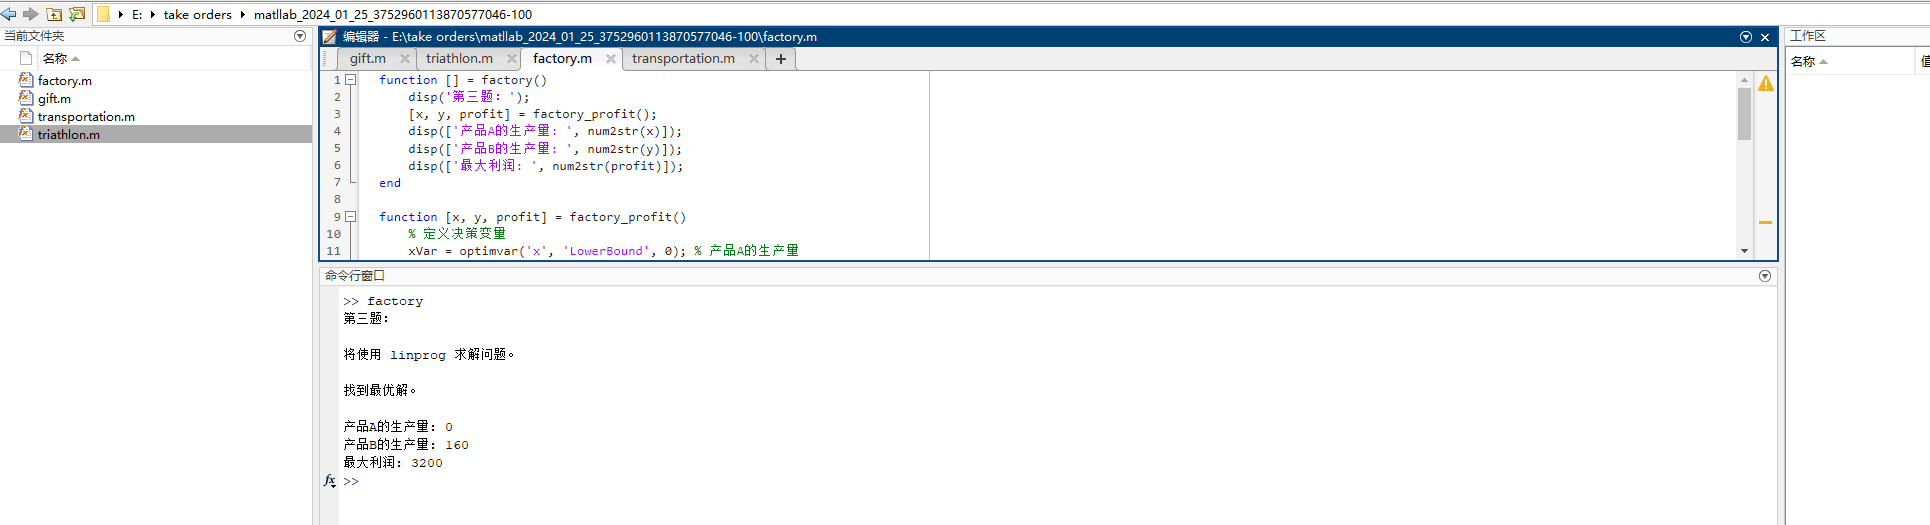 E: ▸ take orders ▸ matllab_2024_01_25_3752960113870577046-100
当前文件夹
名称
factory.m
gift.m
transportation.m
triathlon.m
编辑器 - E:\take orders\matllab_2024_01_25_3752960113870577046-100\factory.m
gift.m × triathlon.m × factory.m × transportation.m × +
1 function [] = factory()
2 disp('第三题：');
3 [x, y, profit] = factory_profit();
4 disp(['产品A的生产量：', num2str(x)]);
5 disp(['产品B的生产量：', num2str(y)]);
6 disp(['最大利润：', num2str(profit)]);
7 end
8
9 function [x, y, profit] = factory_profit()
10 % 定义决策变量
11 xVar = optimvar('x', 'LowerBound', 0); % 产品A的生产量
命令行窗口
>> factory
第三题：
将使用 linprog 求解问题。
找到最优解。
产品A的生产量：0
产品B的生产量：160
最大利润：3200
fx >>
工作区
名称